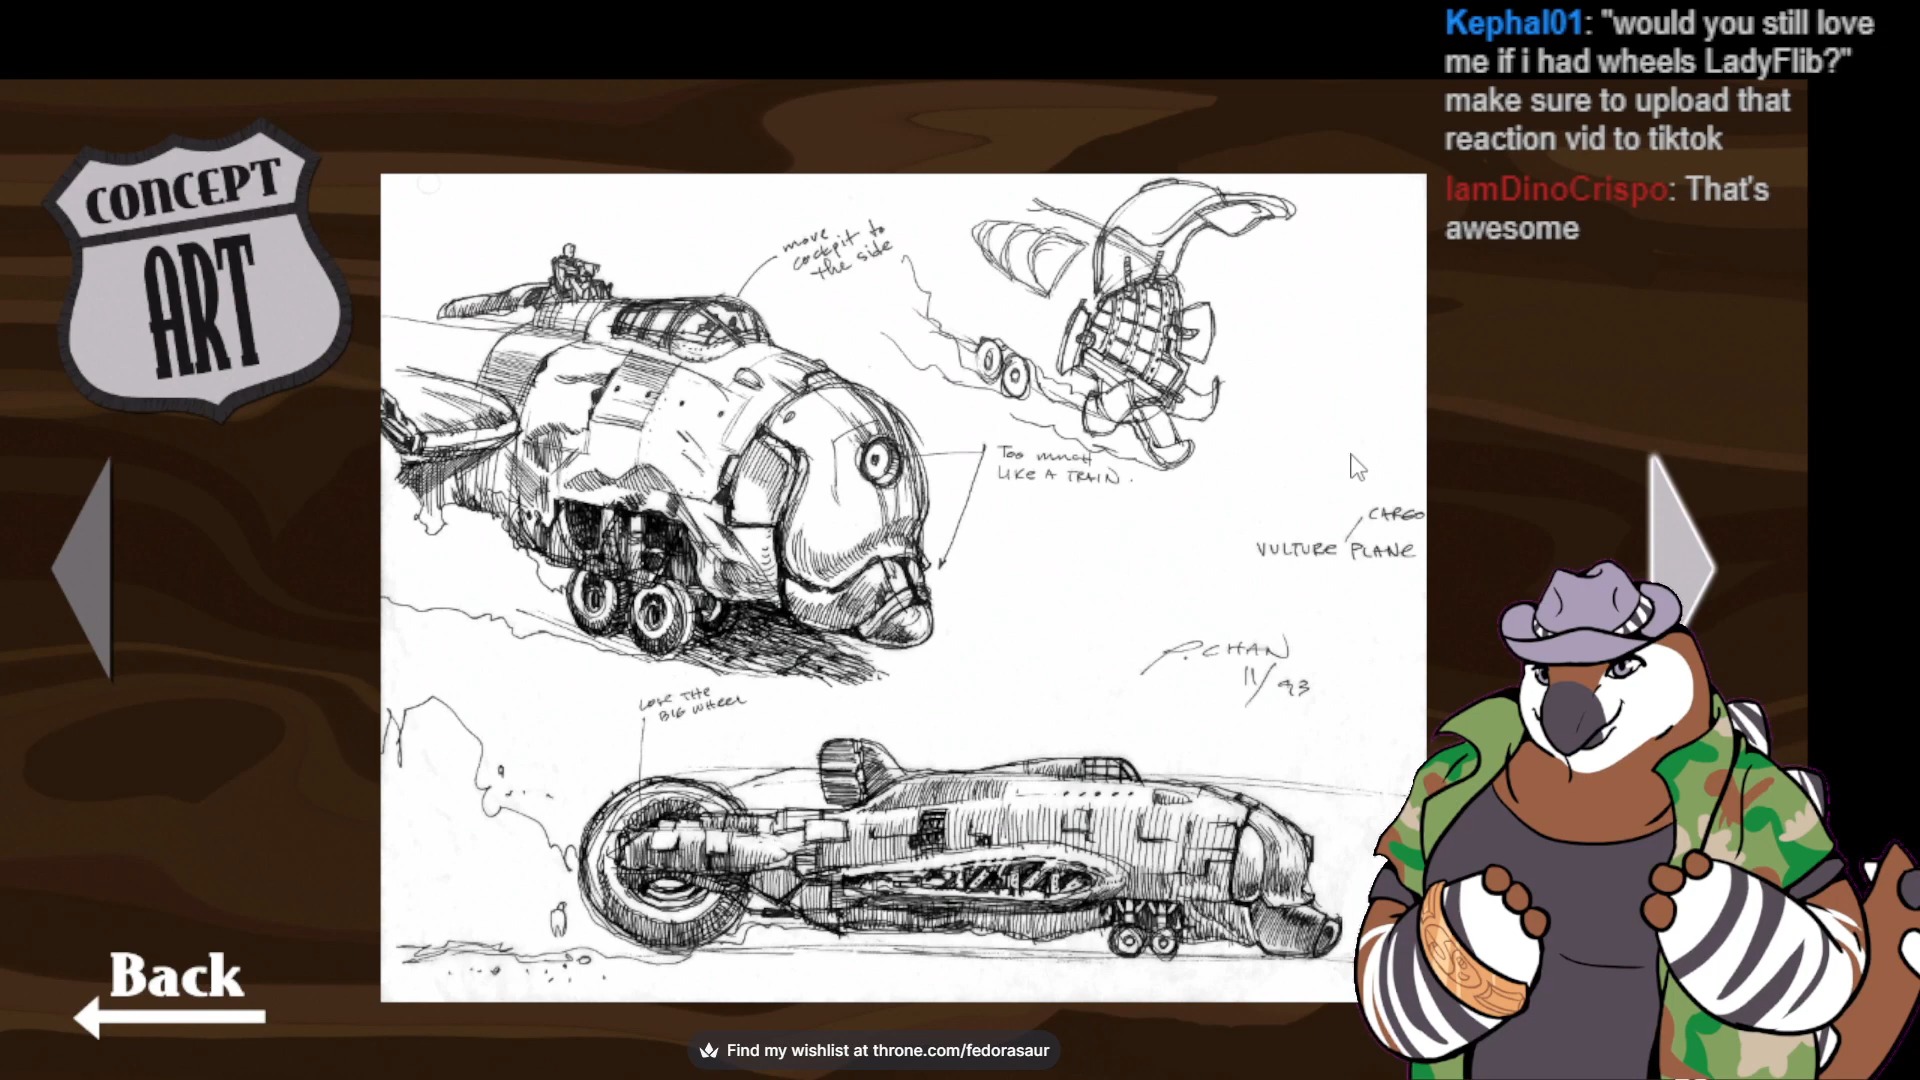 Kephal01: "would you still love
me if i had wheels LadyFlib?"
make sure to upload that
reaction vid to tiktok
IamDinoCrispo: That's
awesome
CONCEPT
ART
move
cockpit to
the side
Too much
LIKE A TRAIN.
CARGO
VULTURE PLANE
P. CHAN
11/93
LOSE THE
BIG WHEEL
Back
Find my wishlist at throne.com/fedorasaur